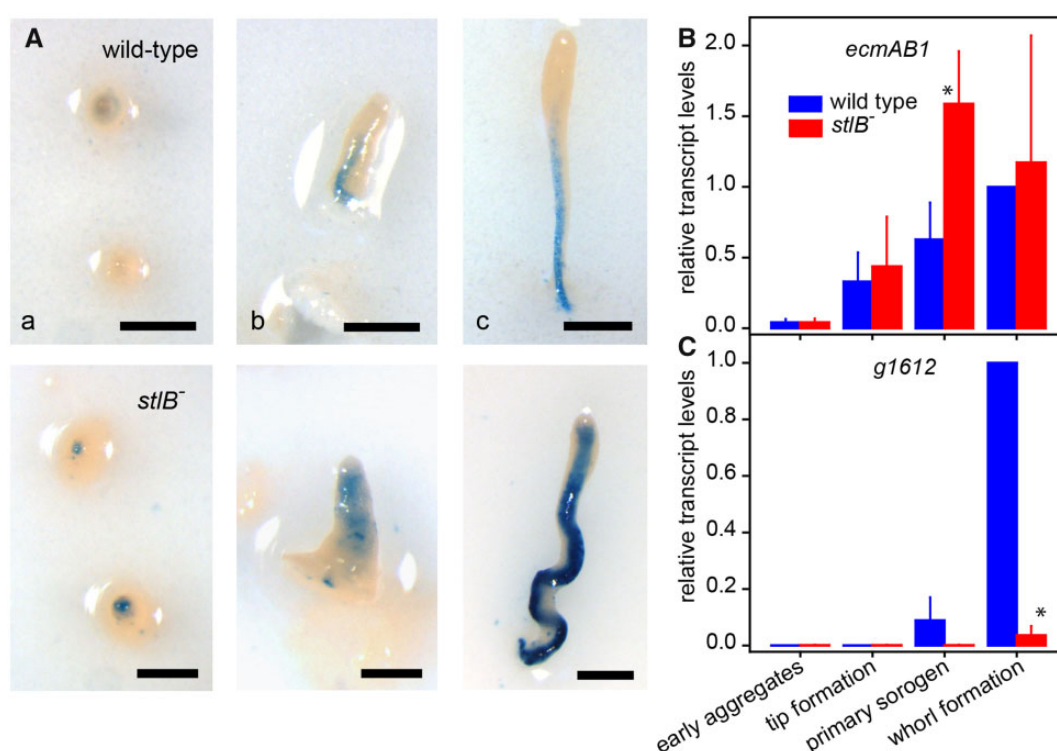 A
wild-type
a
b
c
stlB-
B
ecmAB1
wild type
stlB-
*
relative transcript levels
2.0
1.5
1.0
0.5
0.0
C
g1612
*
relative transcript levels
1.0
0.8
0.6
0.4
0.2
0.0
early aggregates
tip formation
primary sorogen
whorl formation